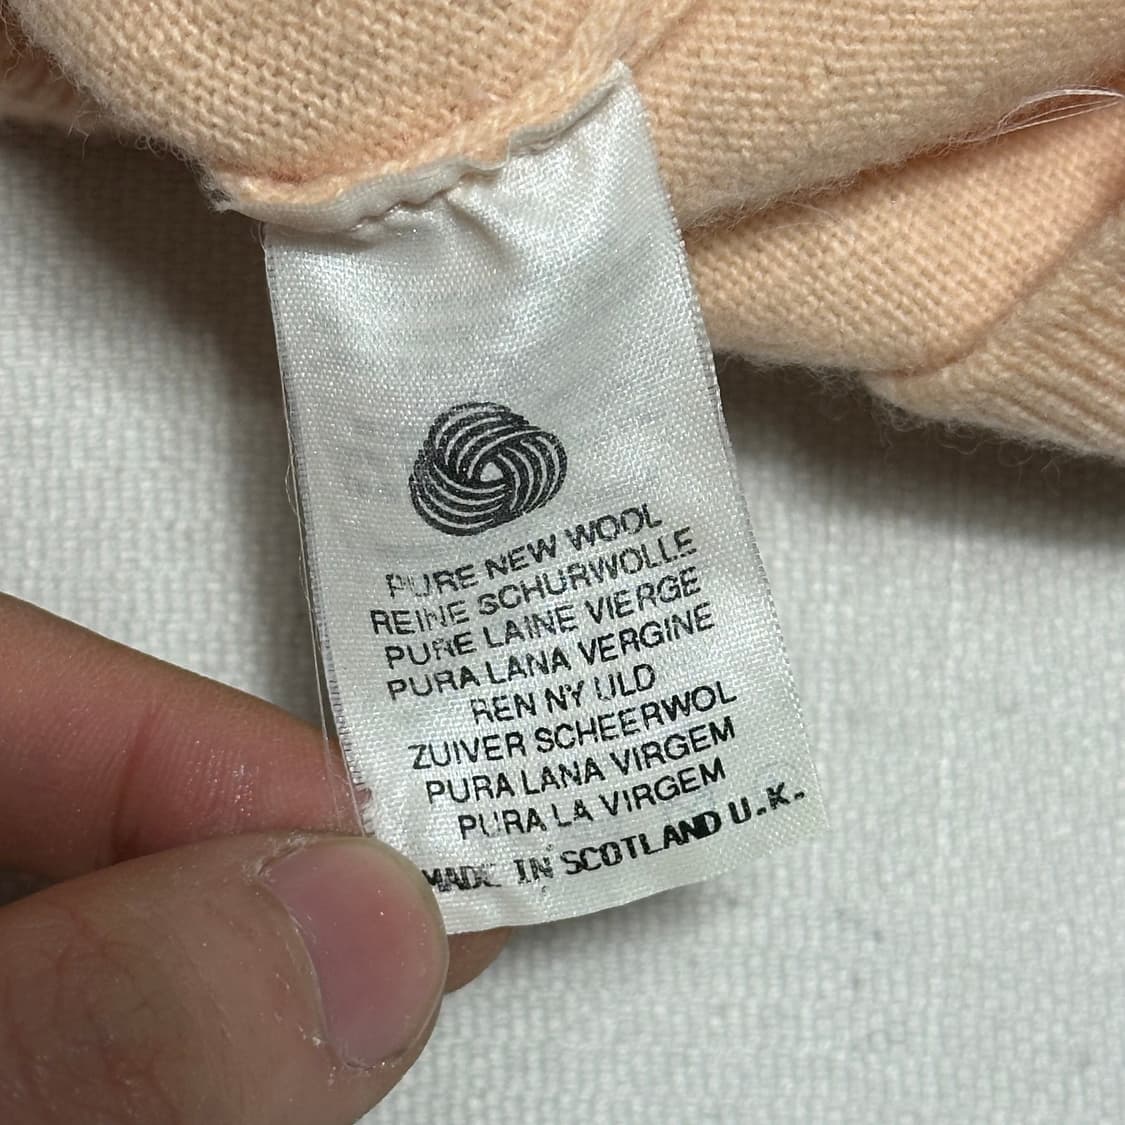 PURE NEW WOOL
REINE SCHURWOLLE
PURE LAINE VIERGE
PURA LANA VERGINE
REN NY ULD
ZUIVER SCHEERWOL
PURA LANA VIRGEM
PURA LA VIRGEM
MADE IN SCOTLAND U.K.